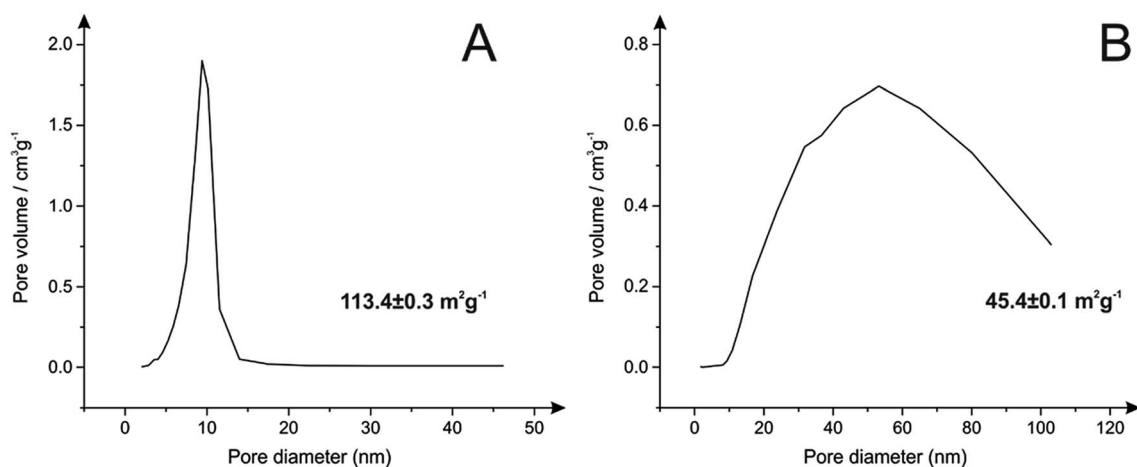 A
2.0
1.5
1.0
0.5
0.0
Pore volume / cm³g⁻¹
113.4±0.3 m²g⁻¹
0 10 20 30 40 50
Pore diameter (nm)
B
0.8
0.6
0.4
0.2
0.0
Pore volume / cm³g⁻¹
45.4±0.1 m²g⁻¹
0 20 40 60 80 100 120
Pore diameter (nm)